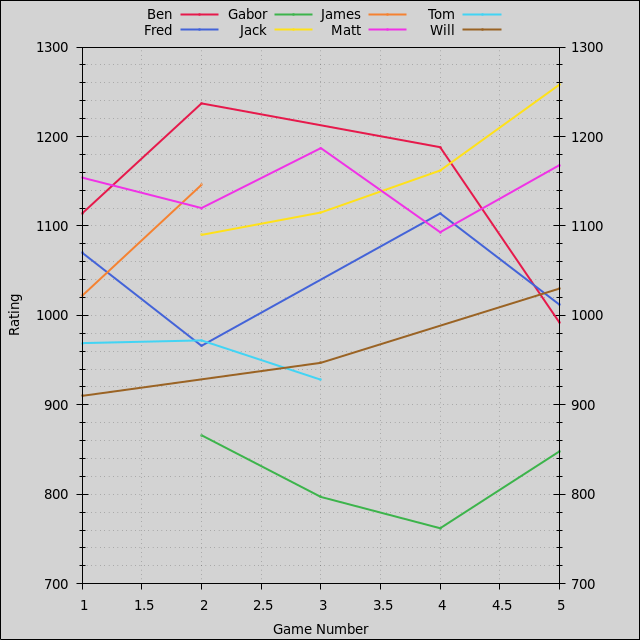 Ben Gabor James Tom
Fred Jack Matt Will
1300 1300
1200 1200
1100 1100
1000 1000
Rating
900 900
800 800
700 700
1 1.5 2 2.5 3 3.5 4 4.5 5
Game Number